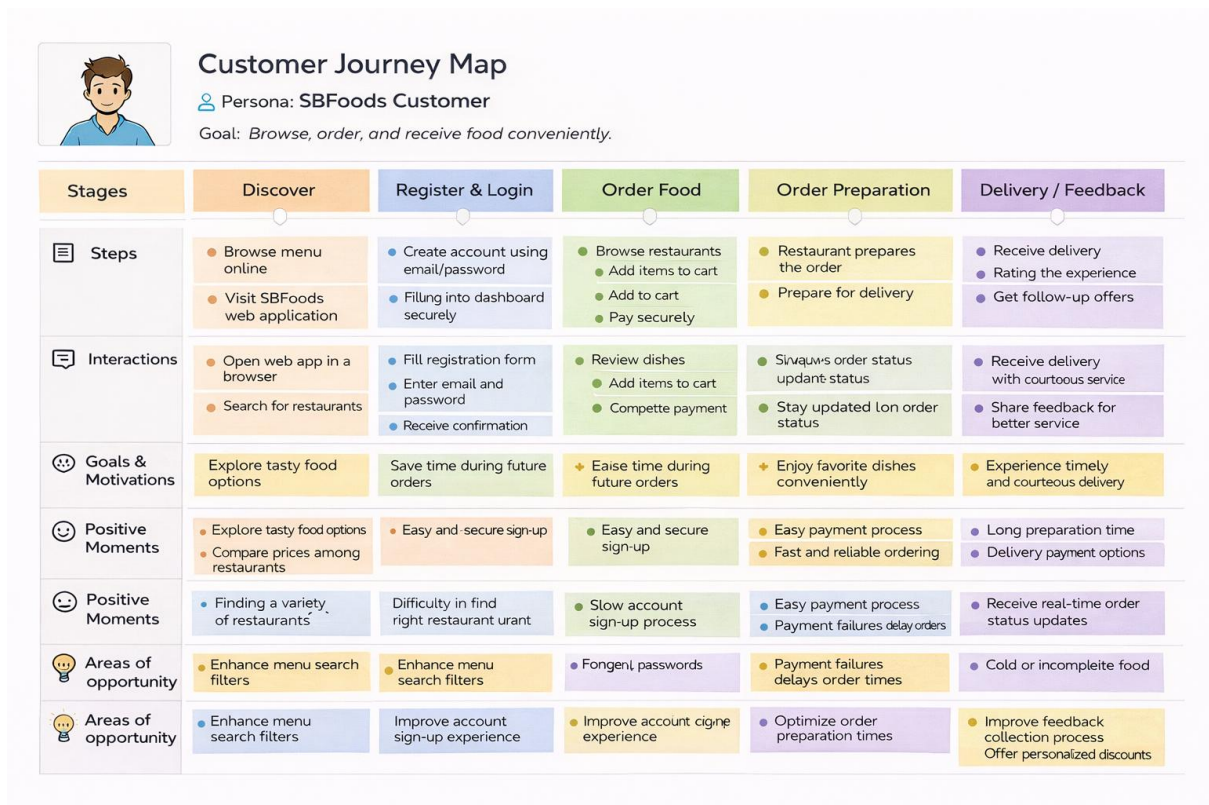 Customer Journey Map
Persona: SBFoods Customer
Goal: Browse, order, and receive food conveniently.
Stages
Discover
Register & Login
Order Food
Order Preparation
Delivery / Feedback
Steps
Browse menu
online
Visit SBFoods
web application
Create account using
email/password
into dashboard
securely
Browse restaurants
Add items to cart
Add to cart
Pay securely
Restaurant prepares
the order
Prepare for delivery
Receive delivery
Rating the experience
Get follow-up offers
Interactions
Open web app in a
browser
Search for restaurants
Fill registration form
Enter email and
password
Receive confirmation
Review dishes
Add items to cart
Compette payment
order status
status
Stay updated lon order
status
Receive delivery
with courtoous service
Share feedback for
better service
Goals &
Motivations
Explore tasty food
options
Save time during future
orders
Eaise time during
future orders
Enjoy favorite dishes
conveniently
Experience timely
and courteous delivery
Positive
Moments
Explore tasty food options
Compare prices among
restaurants
Easy and-secure sign-up
Easy and secure
sign-up
Easy payment process
Fast and reliable ordering
Long preparation time
Delivery payment options
Positive
Moments
Finding a variety
of restaurants
Difficulty in find
right restaurant urant
Slow account
sign-up process
Easy payment process
Payment failures delay orders
Receive real-time order
status updates
Areas of
opportunity
Enhance menu search
filters
Enhance menu
search filters
passwords
Payment failures
delays order times
Cold or incompleite food
Areas of
opportunity
Enhance menu
search filters
Improve account
sign-up experience
Improve account
experience
Optimize order
preparation times
Improve feedback
collection process
Offer personalized discounts